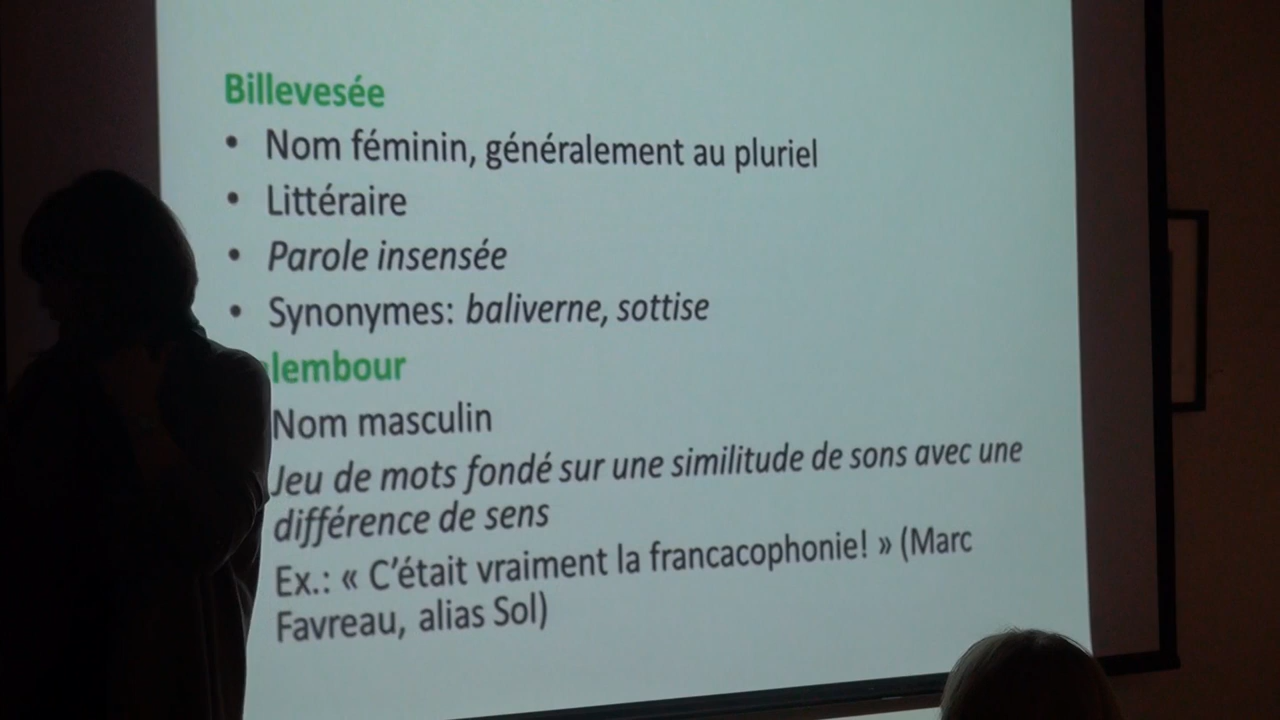 Billevesée
• Nom féminin, généralement au pluriel
• Littéraire
• Parole insensée
• Synonymes: baliverne, sottise
lembour
Nom masculin
Jeu de mots fondé sur une similitude de sons avec une
différence de sens
Ex.: « C'était vraiment la francacophonie! » (Marc
Favreau, alias Sol)